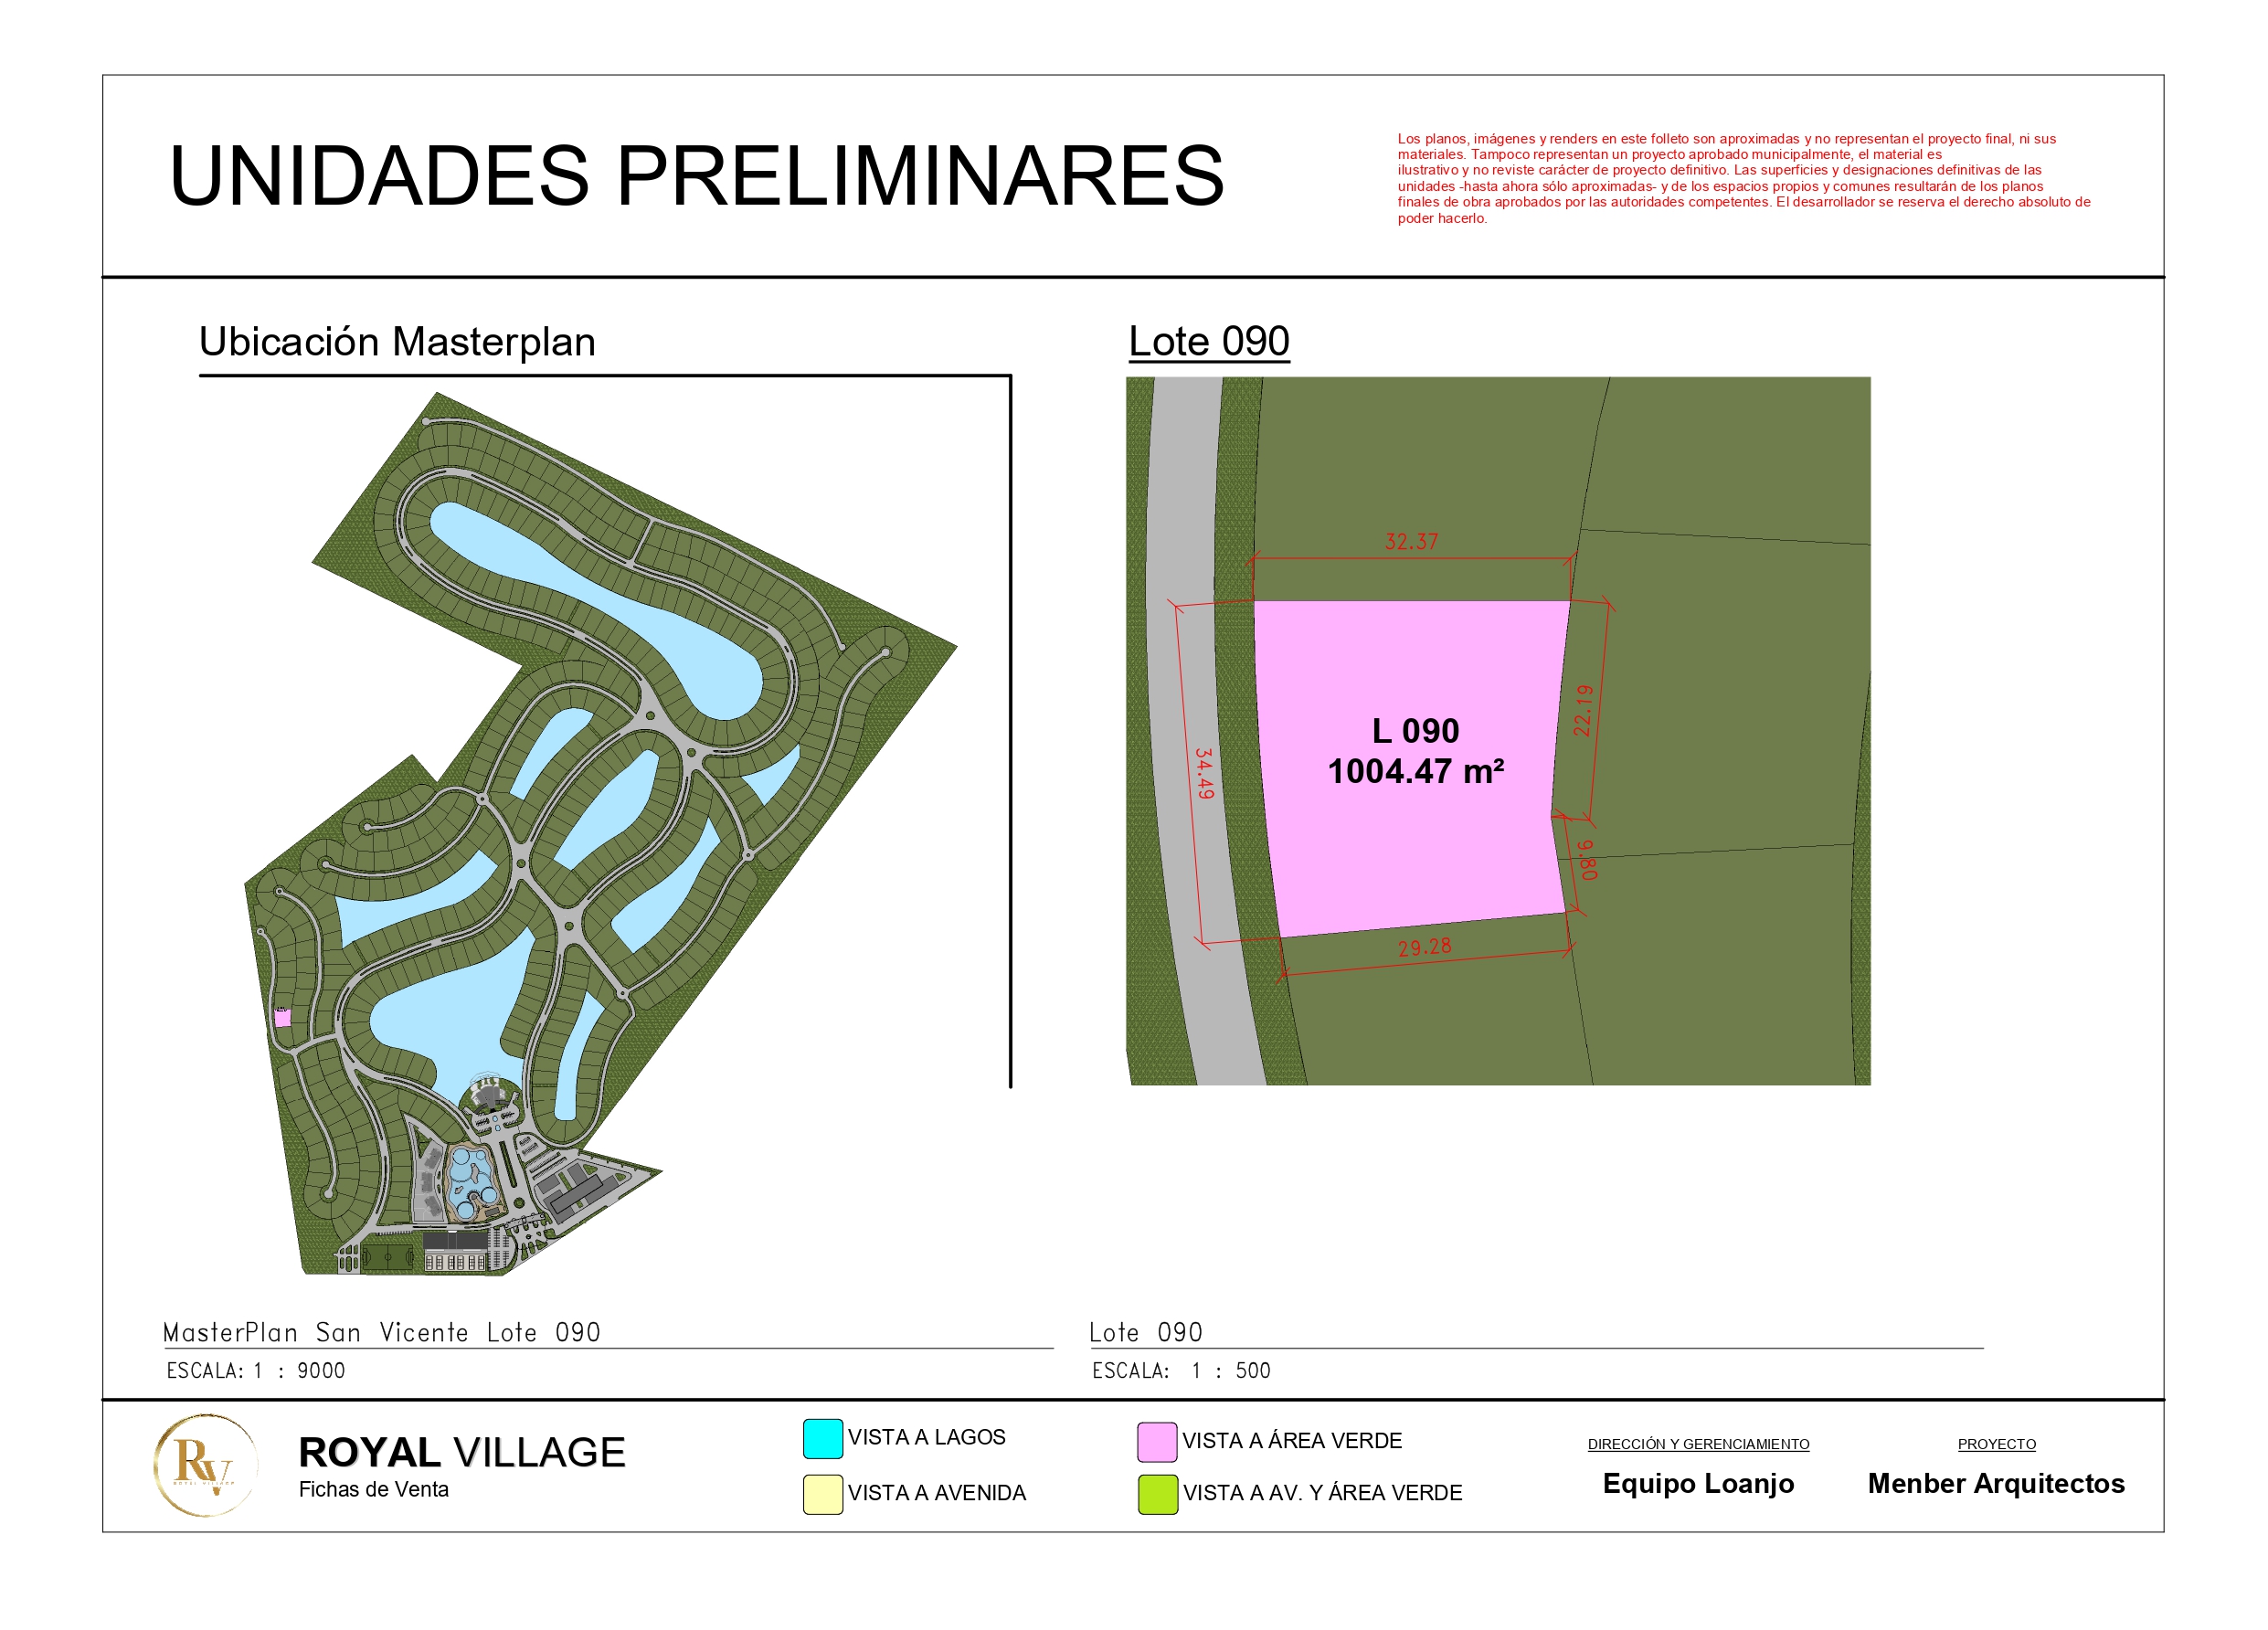 UNIDADES PRELIMINARES
Los planos, imágenes y renders en este folleto son aproximadas y no representan el proyecto final, ni sus
materiales. Tampoco representan un proyecto aprobado municipalmente, el material es
ilustrativo y no reviste carácter de proyecto definitivo. Las superficies y designaciones definitivas de las
unidades -hasta ahora sólo aproximadas- y de los espacios propios y comunes resultarán de los planos
finales de obra aprobados por las autoridades competentes. El desarrollador se reserva el derecho absoluto de
poder hacerlo.
Ubicación Masterplan
Lote 090
32.37
22.19
34.49
L 090
1004.47 m²
9.80
29.28
MasterPlan San Vicente Lote 090
ESCALA: 1 : 9000
Lote 090
ESCALA: 1 : 500
RV
ROYAL VILLAGE
ROYAL VILLAGE
Fichas de Venta
VISTA A LAGOS
VISTA A AVENIDA
VISTA A ÁREA VERDE
VISTA A AV. Y ÁREA VERDE
DIRECCIÓN Y GERENCIAMIENTO
Equipo Loanjo
PROYECTO
Menber Arquitectos